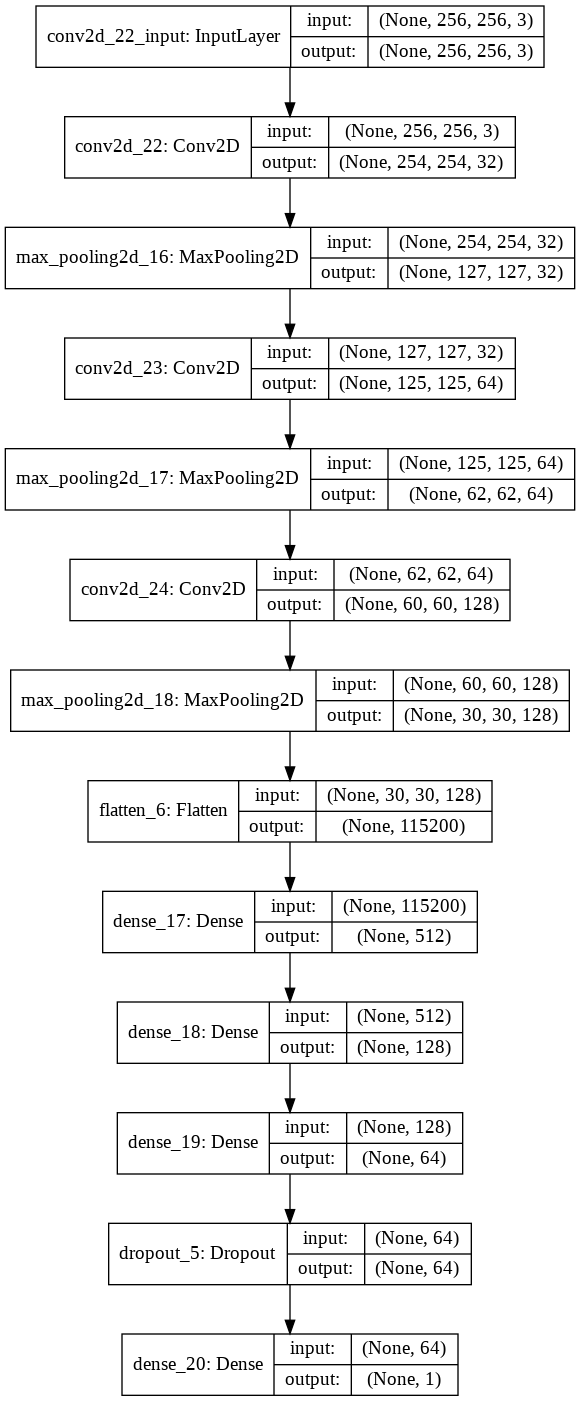 conv2d_22_input: InputLayer
input: (None, 256, 256, 3)
output: (None, 256, 256, 3)
conv2d_22: Conv2D
input: (None, 256, 256, 3)
output: (None, 254, 254, 32)
max_pooling2d_16: MaxPooling2D
input: (None, 254, 254, 32)
output: (None, 127, 127, 32)
conv2d_23: Conv2D
input: (None, 127, 127, 32)
output: (None, 125, 125, 64)
max_pooling2d_17: MaxPooling2D
input: (None, 125, 125, 64)
output: (None, 62, 62, 64)
conv2d_24: Conv2D
input: (None, 62, 62, 64)
output: (None, 60, 60, 128)
max_pooling2d_18: MaxPooling2D
input: (None, 60, 60, 128)
output: (None, 30, 30, 128)
flatten_6: Flatten
input: (None, 30, 30, 128)
output: (None, 115200)
dense_17: Dense
input: (None, 115200)
output: (None, 512)
dense_18: Dense
input: (None, 512)
output: (None, 128)
dense_19: Dense
input: (None, 128)
output: (None, 64)
dropout_5: Dropout
input: (None, 64)
output: (None, 64)
dense_20: Dense
input: (None, 64)
output: (None, 1)